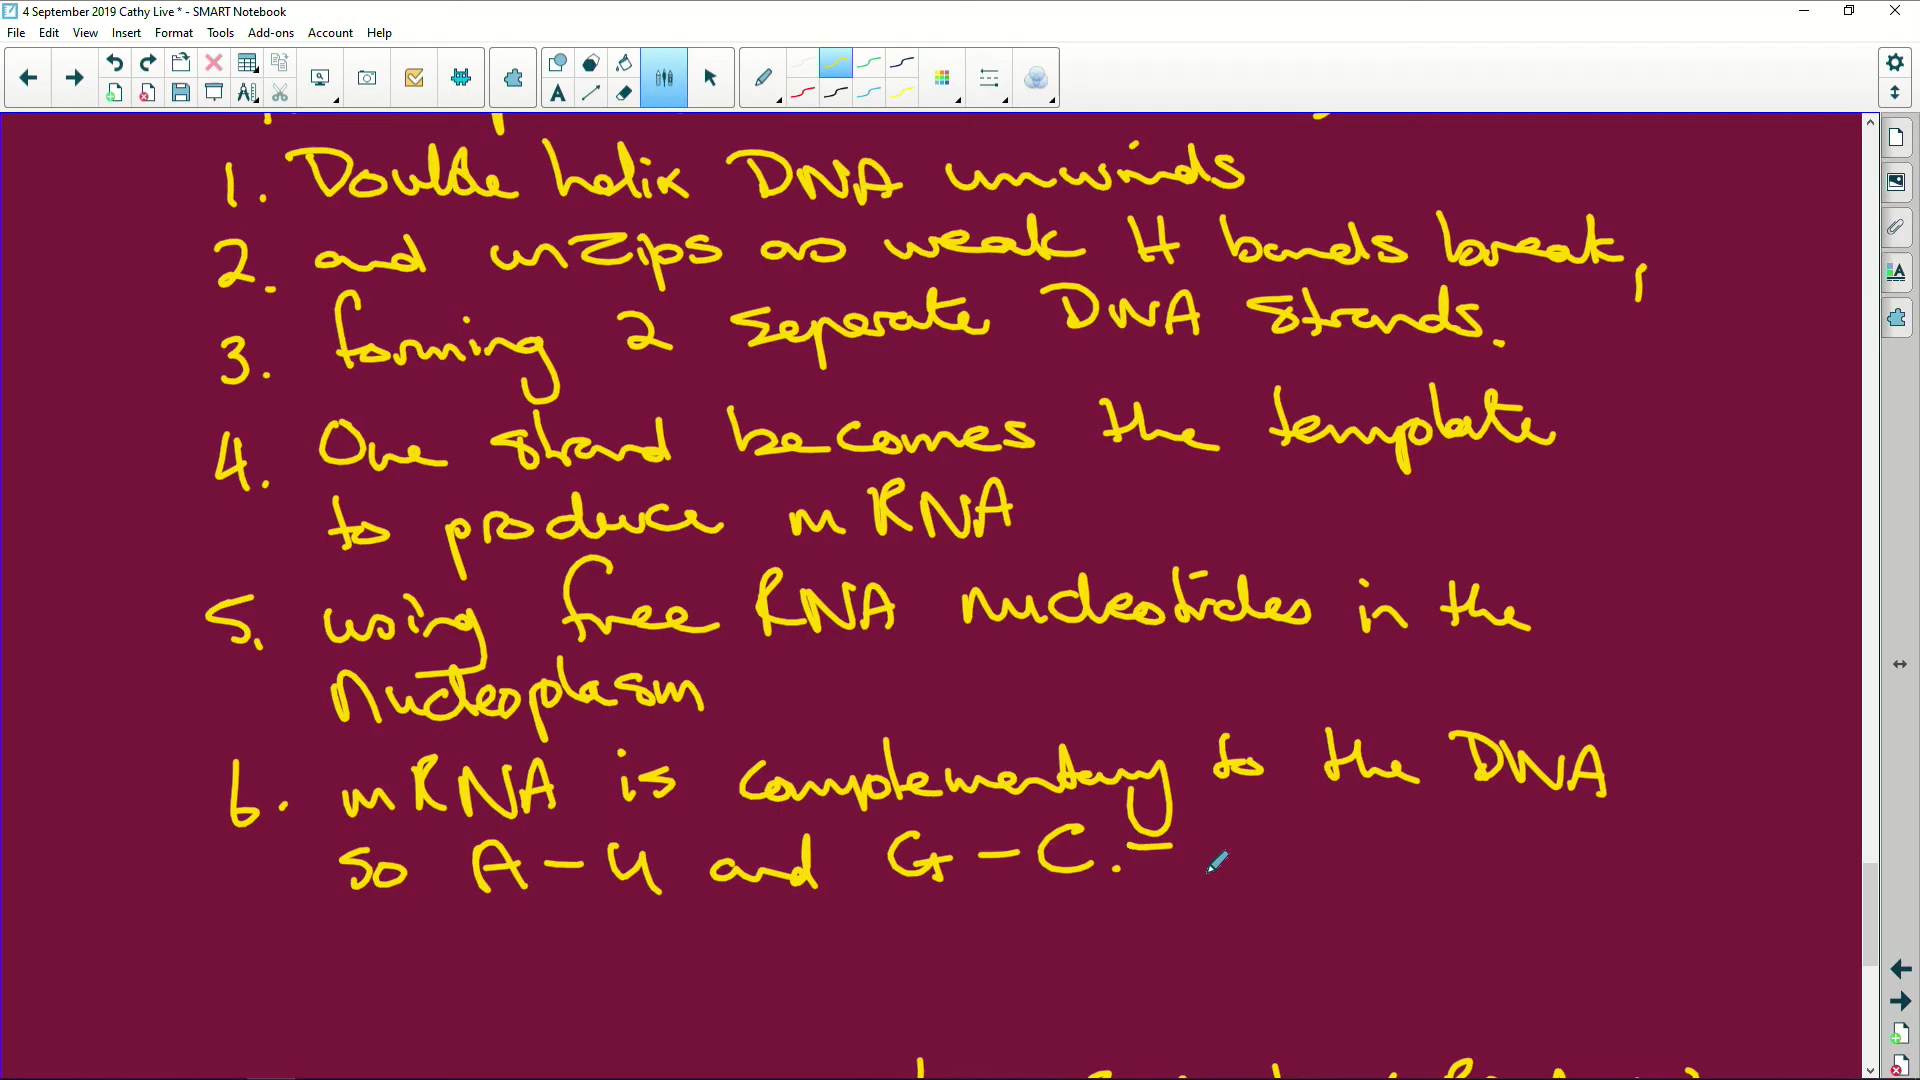 4 September 2019 Cathy Live * - SMART Notebook
File Edit View Insert Format Tools Add-ons Account Help
1. Double helix DNA unwinds
2. and unzips as weak H bonds break,
3. forming 2 seperate DNA strands.
4. One strand becomes the template
to produce mRNA
5. using free RNA nucleotides in the
Nucleoplasm
6. mRNA is complementary to the DNA
so A - U and G - C.